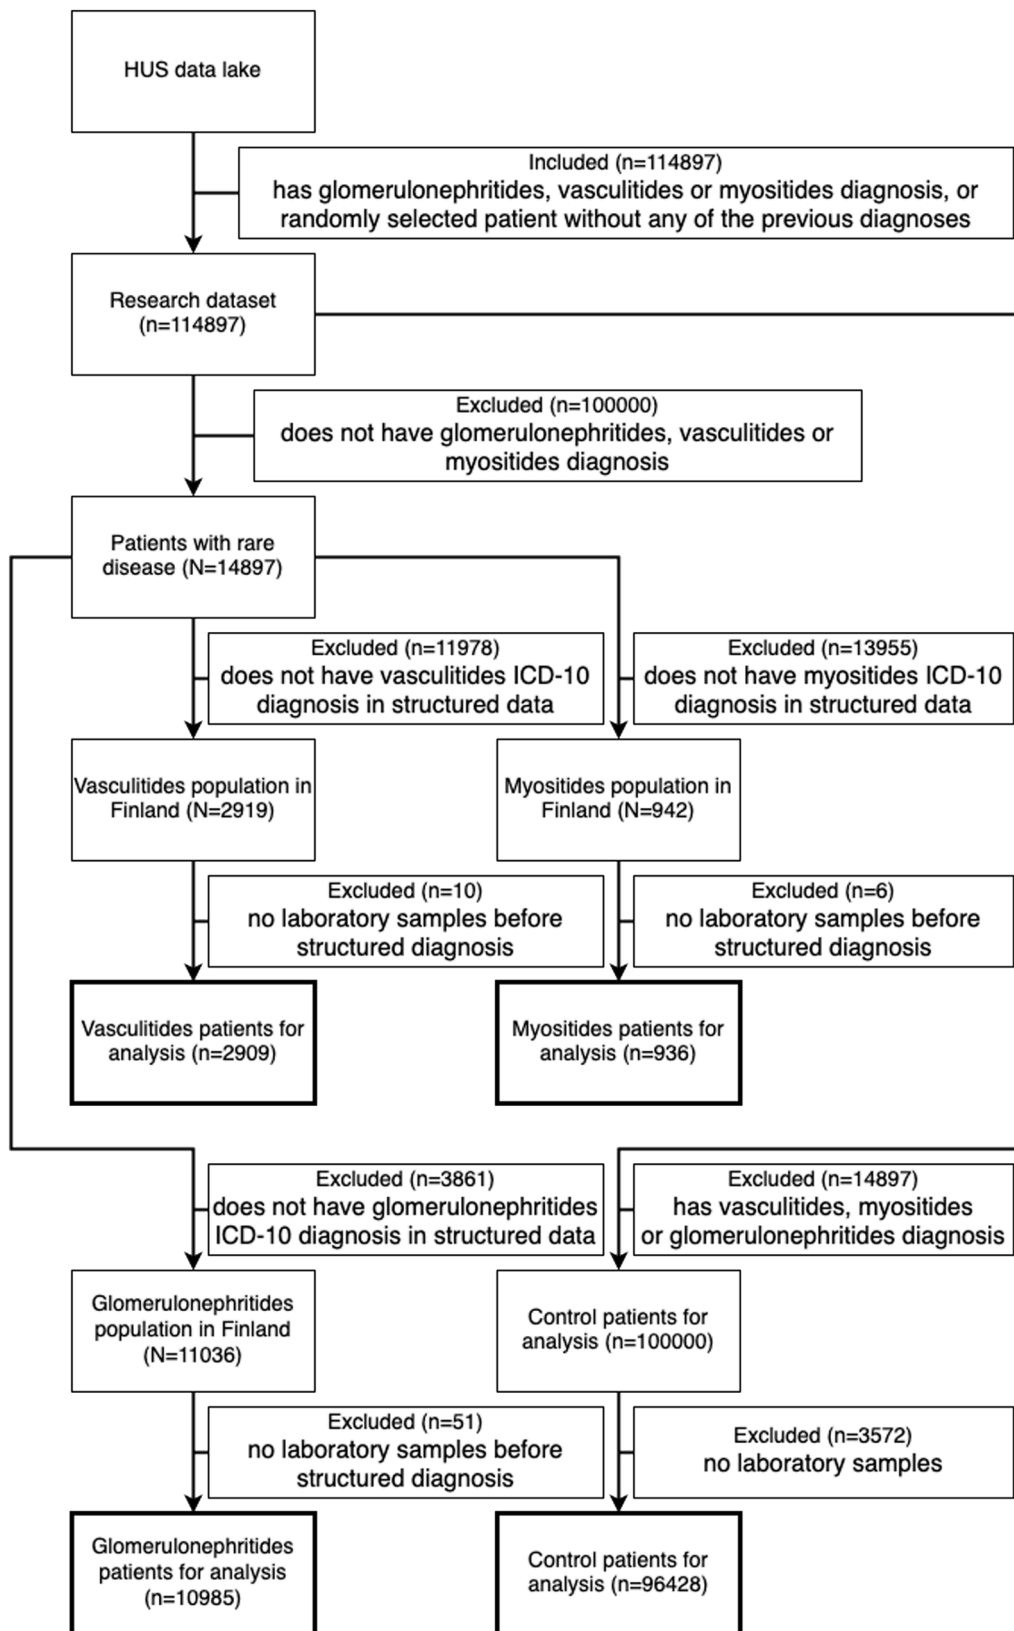 HUS data lake
Included (n=114897)
has glomerulonephritides, vasculitides or myositides diagnosis, or
randomly selected patient without any of the previous diagnoses
Research dataset
(n=114897)
Excluded (n=100000)
does not have glomerulonephritides, vasculitides or
myositides diagnosis
Patients with rare
disease (N=14897)
Excluded (n=11978)
does not have vasculitides ICD-10
diagnosis in structured data
Excluded (n=13955)
does not have myositides ICD-10
diagnosis in structured data
Vasculitides population in
Finland (N=2919)
Myositides population in
Finland (N=942)
Excluded (n=10)
no laboratory samples before
structured diagnosis
Excluded (n=6)
no laboratory samples before
structured diagnosis
Vasculitides patients for
analysis (n=2909)
Myositides patients for
analysis (n=936)
Excluded (n=3861)
does not have glomerulonephritides
ICD-10 diagnosis in structured data
Excluded (n=14897)
has vasculitides, myositides
or glomerulonephritides diagnosis
Glomerulonephritides
population in Finland
(N=11036)
Control patients for
analysis (n=100000)
Excluded (n=51)
no laboratory samples before
structured diagnosis
Excluded (n=3572)
no laboratory samples
Glomerulonephritides
patients for analysis
(n=10985)
Control patients for
analysis (n=96428)